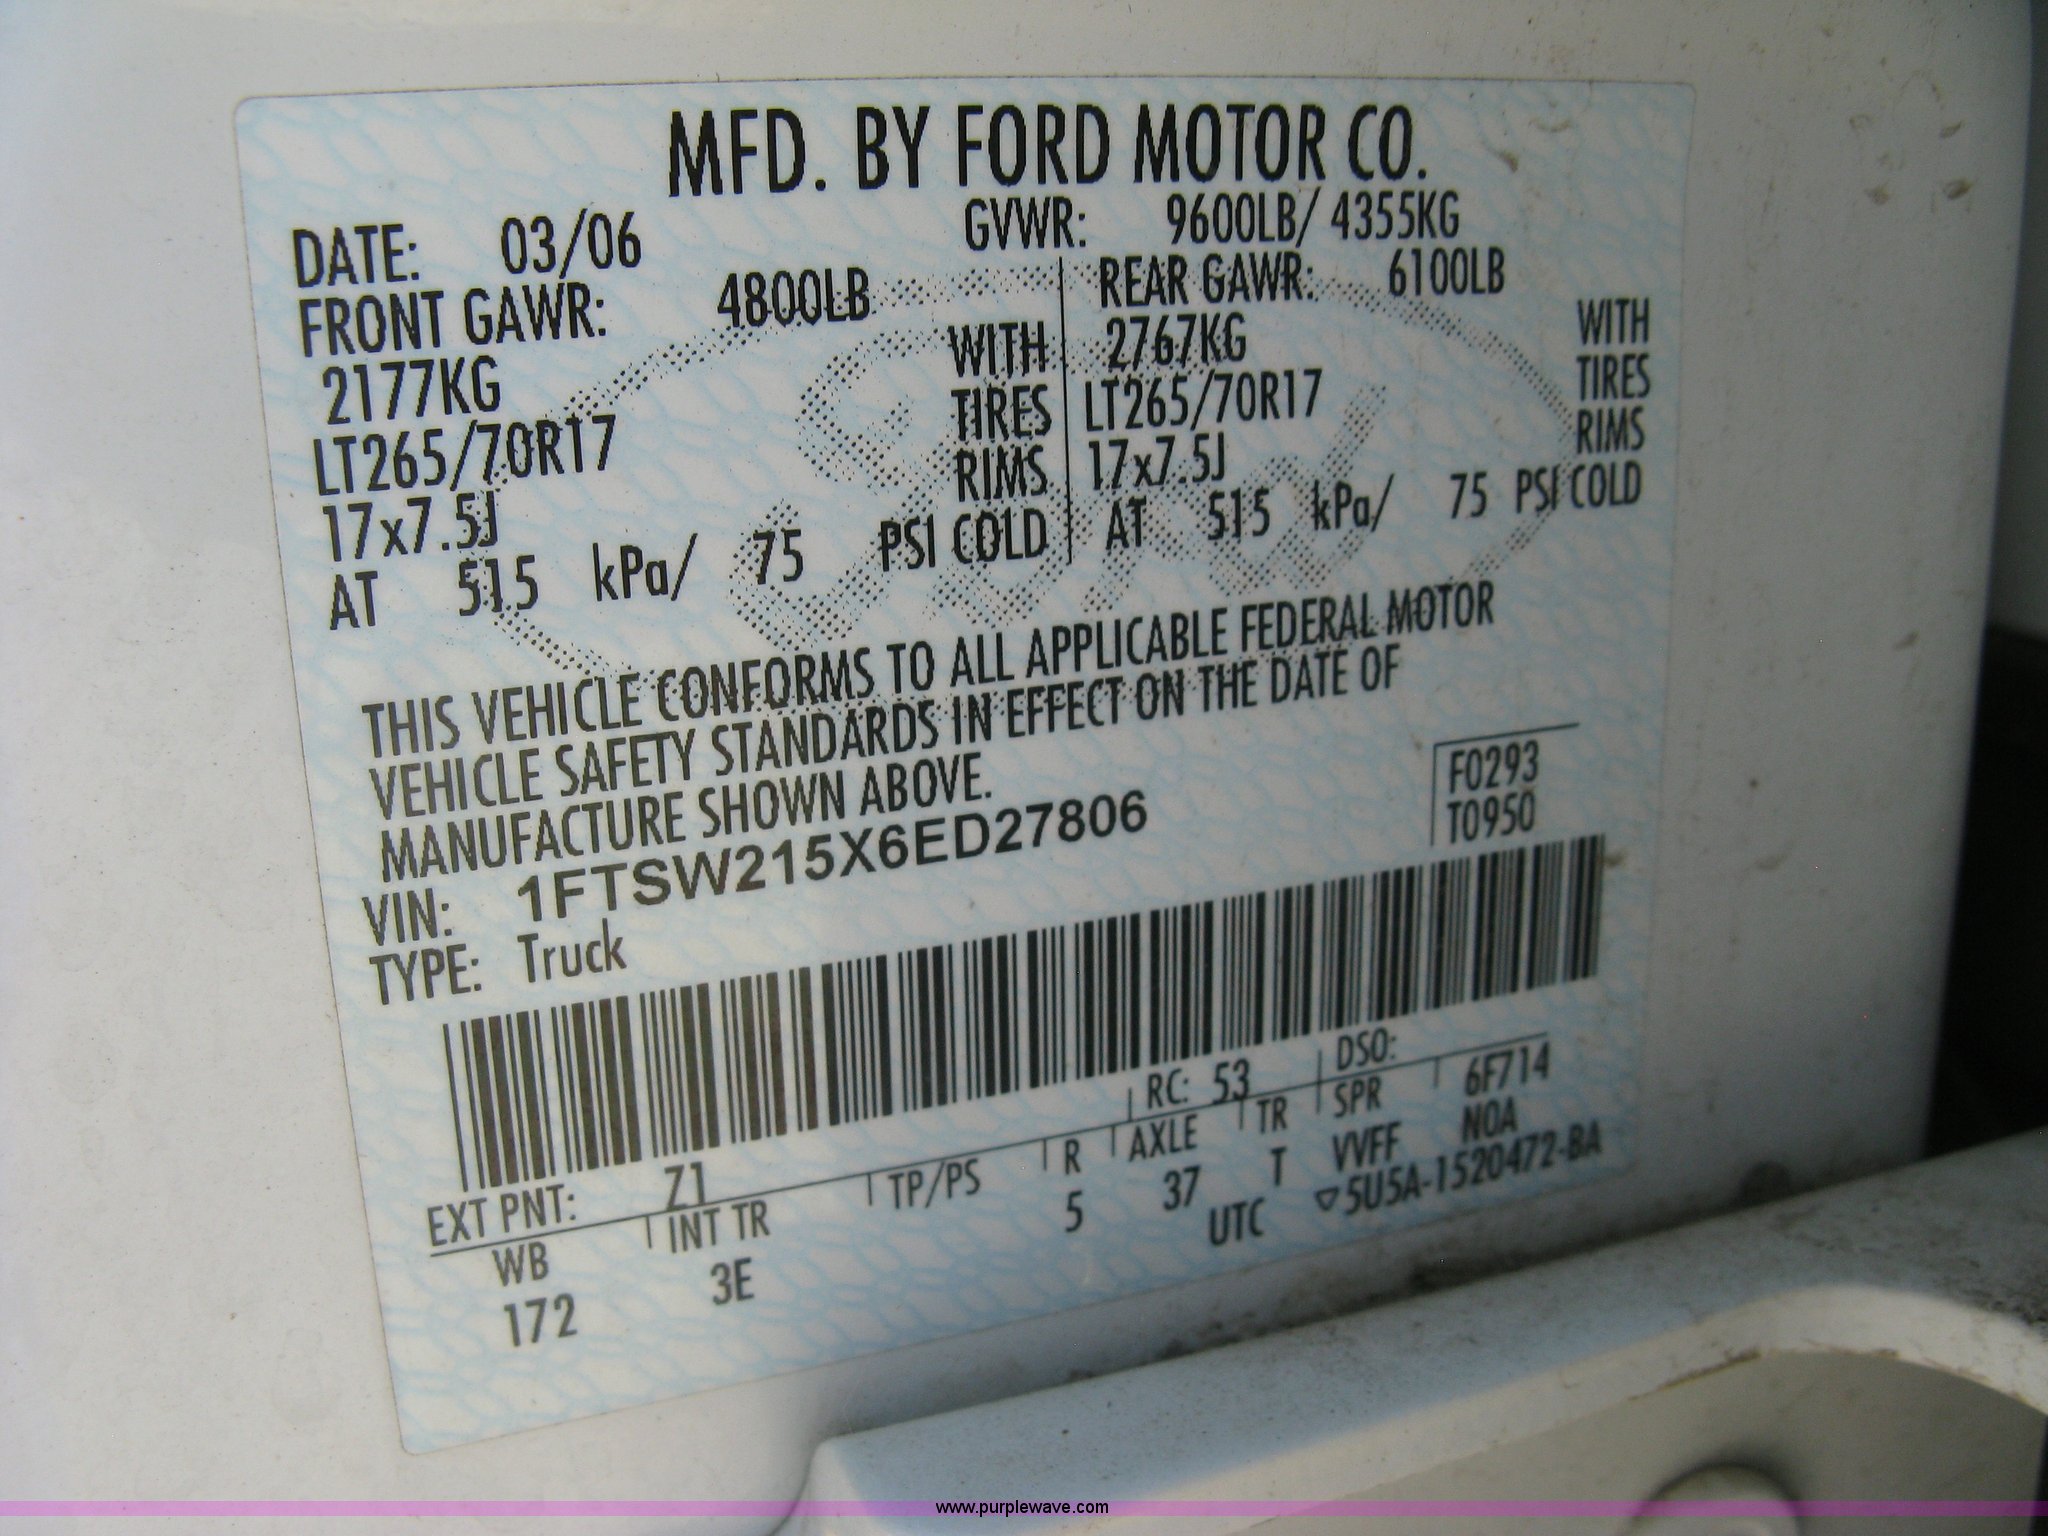 MFD. BY FORD MOTOR CO.
DATE: 03/06 GVWR: 9600LB/ 4355KG
FRONT GAWR: 4800LB REAR GAWR: 6100LB
2177KG WITH 2767KG WITH
LT265/70R17 TIRES LT265/70R17 TIRES
17x7.5J RIMS 17x7.5J RIMS
AT 515 kPa/ 75 PSI COLD AT 515 kPa/ 75 PSI COLD
THIS VEHICLE CONFORMS TO ALL APPLICABLE FEDERAL MOTOR
VEHICLE SAFETY STANDARDS IN EFFECT ON THE DATE OF
MANUFACTURE SHOWN ABOVE.
F0293
VIN: 1FTSW215X6ED27806 T0950
TYPE: Truck
EXT PNT: Z1 RC: 53 DSO:
WB INT TR TP/PS R AXLE TR SPR 6F714
172 3E 5 37 T VVFF NOA
UTC ▽5U5A-1520472-BA
www.purplewave.com